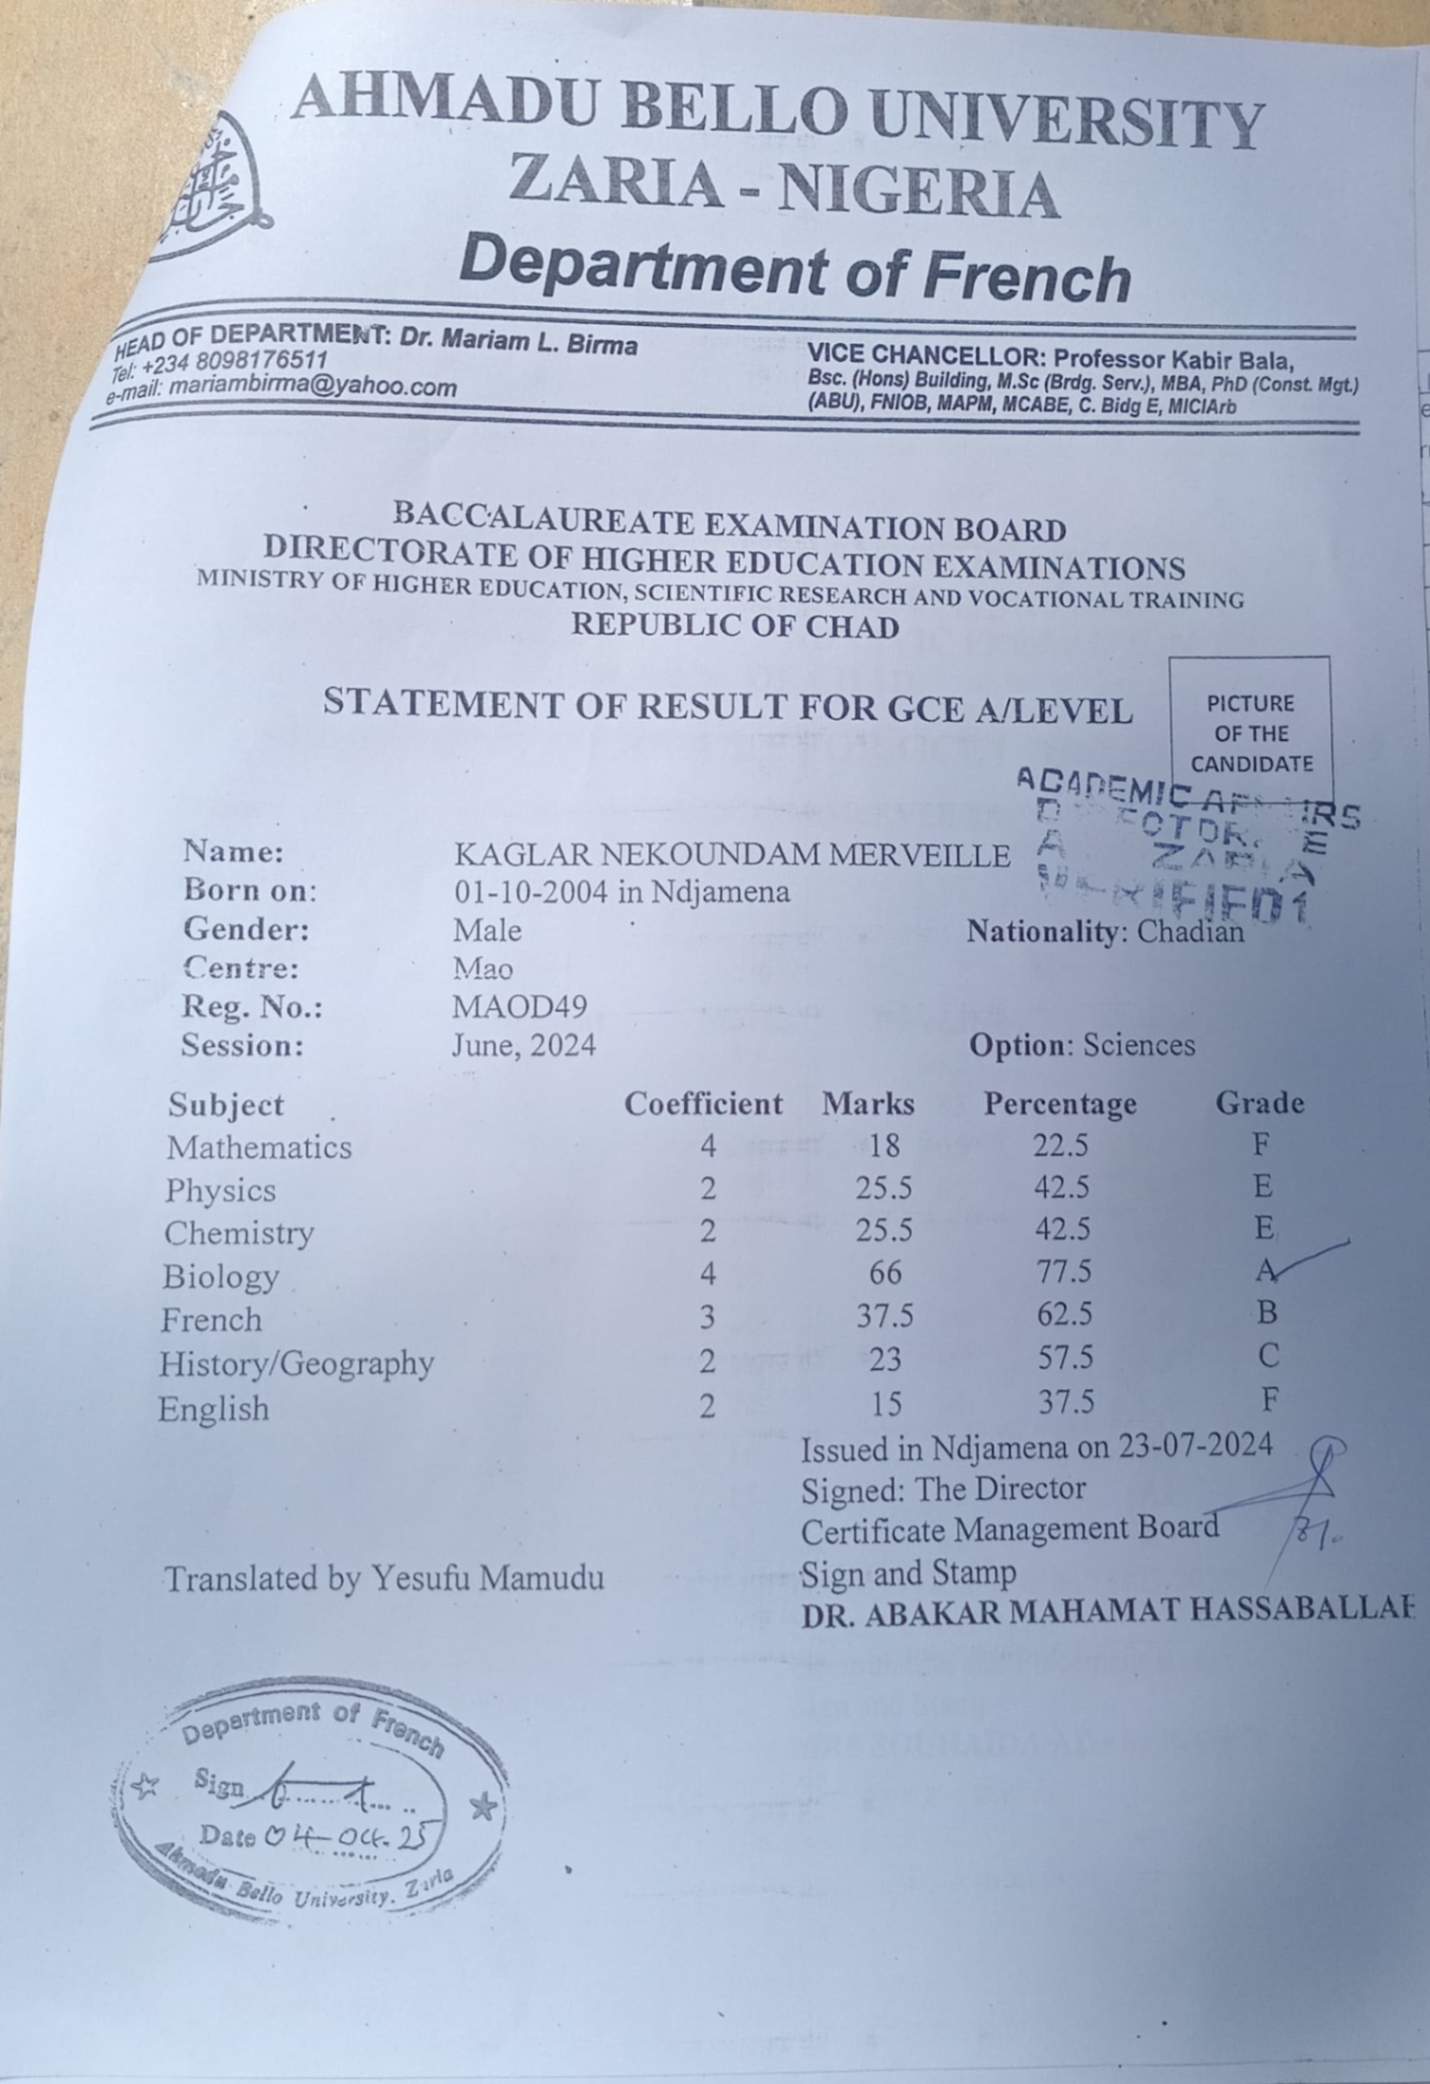 AHMADU BELLO UNIVERSITY
ZARIA - NIGERIA
Department of French
HEAD OF DEPARTMENT: Dr. Mariam L. Birma
Tel: +234 8098176511
e-mail: mariambirma@yahoo.com
VICE CHANCELLOR: Professor Kabir Bala,
Bsc. (Hons) Building, M.Sc (Brdg. Serv.), MBA, PhD (Const. Mgt.)
(ABU), FNIOB, MAPM, MCABE, C. Bidg E, MICIArb
BACCALAUREATE EXAMINATION BOARD
DIRECTORATE OF HIGHER EDUCATION EXAMINATIONS
MINISTRY OF HIGHER EDUCATION, SCIENTIFIC RESEARCH AND VOCATIONAL TRAINING
REPUBLIC OF CHAD
STATEMENT OF RESULT FOR GCE A/LEVEL
PICTURE
OF THE
CANDIDATE
ACADEMIC
ZARIA
Name: KAGLAR NEKOUNDAM MERVEILLE
Born on: 01-10-2004 in Ndjamena
Gender: Male Nationality: Chadian
Centre: Mao
Reg. No.: MAOD49
Session: June, 2024 Option: Sciences
Subject Coefficient Marks Percentage Grade
Mathematics 4 18 22.5 F
Physics 2 25.5 42.5 E
Chemistry 2 25.5 42.5 E
Biology 4 66 77.5 A
French 3 37.5 62.5 B
History/Geography 2 23 57.5 C
English 2 15 37.5 F
Issued in Ndjamena on 23-07-2024
Signed: The Director
Certificate Management Board
Translated by Yesufu Mamudu Sign and Stamp
DR. ABAKAR MAHAMAT
Department of French
Sign
Date 04-Oct. 25
Ahmadu Bello University. Zaria